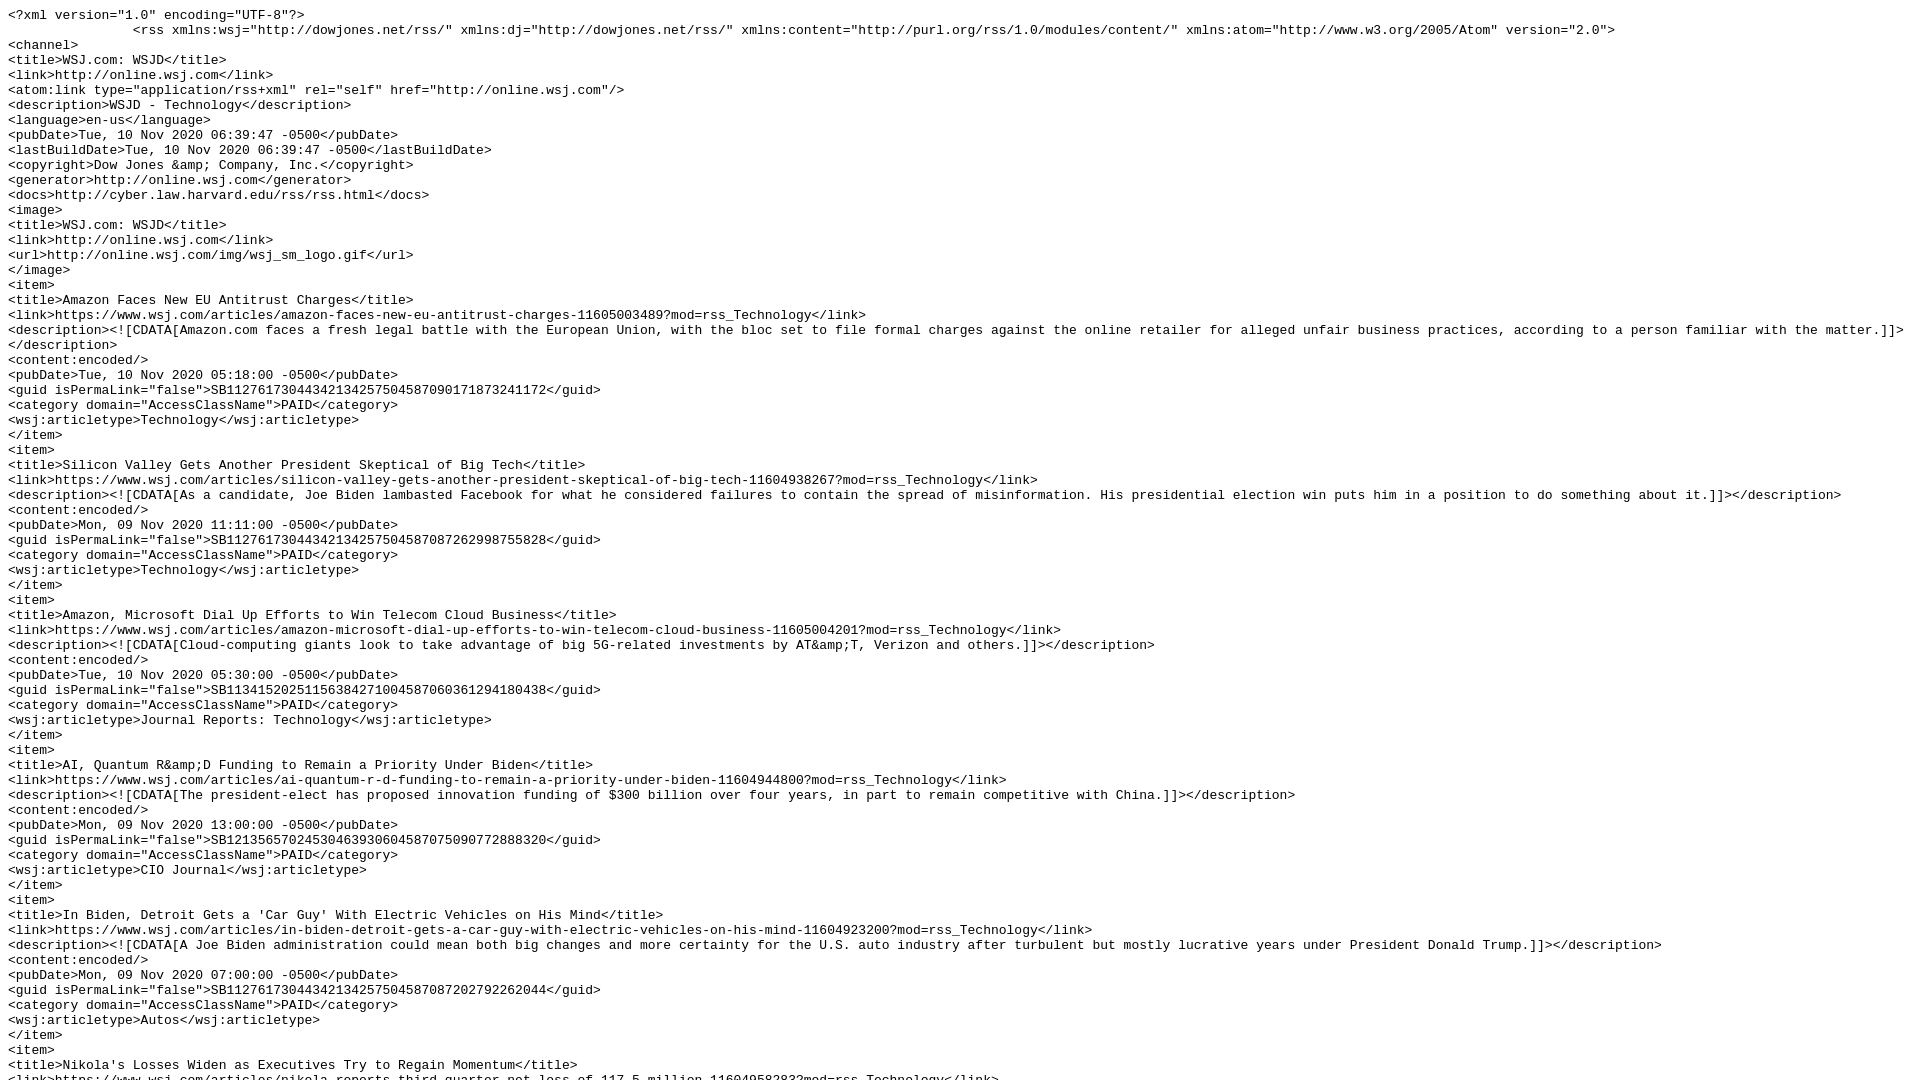 <?xml version="1.0" encoding="UTF-8"?>
<rss xmlns:wsj="http://dowjones.net/rss/" xmlns:dj="http://dowjones.net/rss/" xmlns:content="http://purl.org/rss/1.0/modules/content/" xmlns:atom="http://www.w3.org/2005/Atom" version="2.0">
<channel>
<title>WSJ.com: WSJD</title>
<link>http://online.wsj.com</link>
<atom:link type="application/rss+xml" rel="self" href="http://online.wsj.com"/>
<description>WSJD - Technology</description>
<language>en-us</language>
<pubDate>Tue, 10 Nov 2020 06:39:47 -0500</pubDate>
<lastBuildDate>Tue, 10 Nov 2020 06:39:47 -0500</lastBuildDate>
<copyright>Dow Jones &amp; Company, Inc.</copyright>
<generator>http://online.wsj.com</generator>
<docs>http://cyber.law.harvard.edu/rss/rss.html</docs>
<image>
<title>WSJ.com: WSJD</title>
<link>http://online.wsj.com</link>
<url>http://online.wsj.com/img/wsj_sm_logo.gif</url>
</image>
<item>
<title>Amazon Faces New EU Antitrust Charges</title>
<link>https://www.wsj.com/articles/amazon-faces-new-eu-antitrust-charges-11605003489?mod=rss_Technology</link>
<description><![CDATA[Amazon.com faces a fresh legal battle with the European Union, with the bloc set to file formal charges against the online retailer for alleged unfair business practices, according to a person familiar with the matter.]]>
</description>
<content:encoded/>
<pubDate>Tue, 10 Nov 2020 05:18:00 -0500</pubDate>
<guid isPermaLink="false">SB11276173044342134257504587090171873241172</guid>
<category domain="AccessClassName">PAID</category>
<wsj:articletype>Technology</wsj:articletype>
</item>
<item>
<title>Silicon Valley Gets Another President Skeptical of Big Tech</title>
<link>https://www.wsj.com/articles/silicon-valley-gets-another-president-skeptical-of-big-tech-11604938267?mod=rss_Technology</link>
<description><![CDATA[As a candidate, Joe Biden lambasted Facebook for what he considered failures to contain the spread of misinformation. His presidential election win puts him in a position to do something about it.]]></description>
<content:encoded/>
<pubDate>Mon, 09 Nov 2020 11:11:00 -0500</pubDate>
<guid isPermaLink="false">SB11276173044342134257504587087262998755828</guid>
<category domain="AccessClassName">PAID</category>
<wsj:articletype>Technology</wsj:articletype>
</item>
<item>
<title>Amazon, Microsoft Dial Up Efforts to Win Telecom Cloud Business</title>
<link>https://www.wsj.com/articles/amazon-microsoft-dial-up-efforts-to-win-telecom-cloud-business-11605004201?mod=rss_Technology</link>
<description><![CDATA[Cloud-computing giants look to take advantage of big 5G-related investments by AT&amp;T, Verizon and others.]]></description>
<content:encoded/>
<pubDate>Tue, 10 Nov 2020 05:30:00 -0500</pubDate>
<guid isPermaLink="false">SB11341520251156384271004587060361294180438</guid>
<category domain="AccessClassName">PAID</category>
<wsj:articletype>Journal Reports: Technology</wsj:articletype>
</item>
<item>
<title>AI, Quantum R&amp;D Funding to Remain a Priority Under Biden</title>
<link>https://www.wsj.com/articles/ai-quantum-r-d-funding-to-remain-a-priority-under-biden-11604944800?mod=rss_Technology</link>
<description><![CDATA[The president-elect has proposed innovation funding of $300 billion over four years, in part to remain competitive with China.]]></description>
<content:encoded/>
<pubDate>Mon, 09 Nov 2020 13:00:00 -0500</pubDate>
<guid isPermaLink="false">SB12135657024530463930604587075090772888320</guid>
<category domain="AccessClassName">PAID</category>
<wsj:articletype>CIO Journal</wsj:articletype>
</item>
<item>
<title>In Biden, Detroit Gets a 'Car Guy' With Electric Vehicles on His Mind</title>
<link>https://www.wsj.com/articles/in-biden-detroit-gets-a-car-guy-with-electric-vehicles-on-his-mind-11604923200?mod=rss_Technology</link>
<description><![CDATA[A Joe Biden administration could mean both big changes and more certainty for the U.S. auto industry after turbulent but mostly lucrative years under President Donald Trump.]]></description>
<content:encoded/>
<pubDate>Mon, 09 Nov 2020 07:00:00 -0500</pubDate>
<guid isPermaLink="false">SB11276173044342134257504587087202792262044</guid>
<category domain="AccessClassName">PAID</category>
<wsj:articletype>Autos</wsj:articletype>
</item>
<item>
<title>Nikola's Losses Widen as Executives Try to Regain Momentum</title>
<link>https://www.wsj.com/articles/nikola-reports-third-quarter-net-loss-of-117-5-million-11604958283?mod=rss_Technology</link>